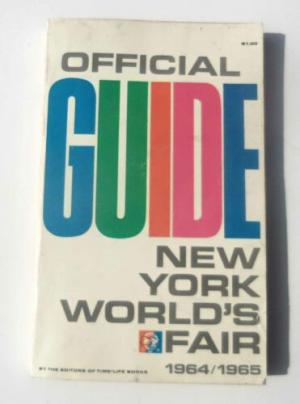 $1.00
OFFICIAL
GUIDE
NEW
YORK
WORLD'S
FAIR
1964/1965
BY THE EDITORS OF TIME-LIFE BOOKS